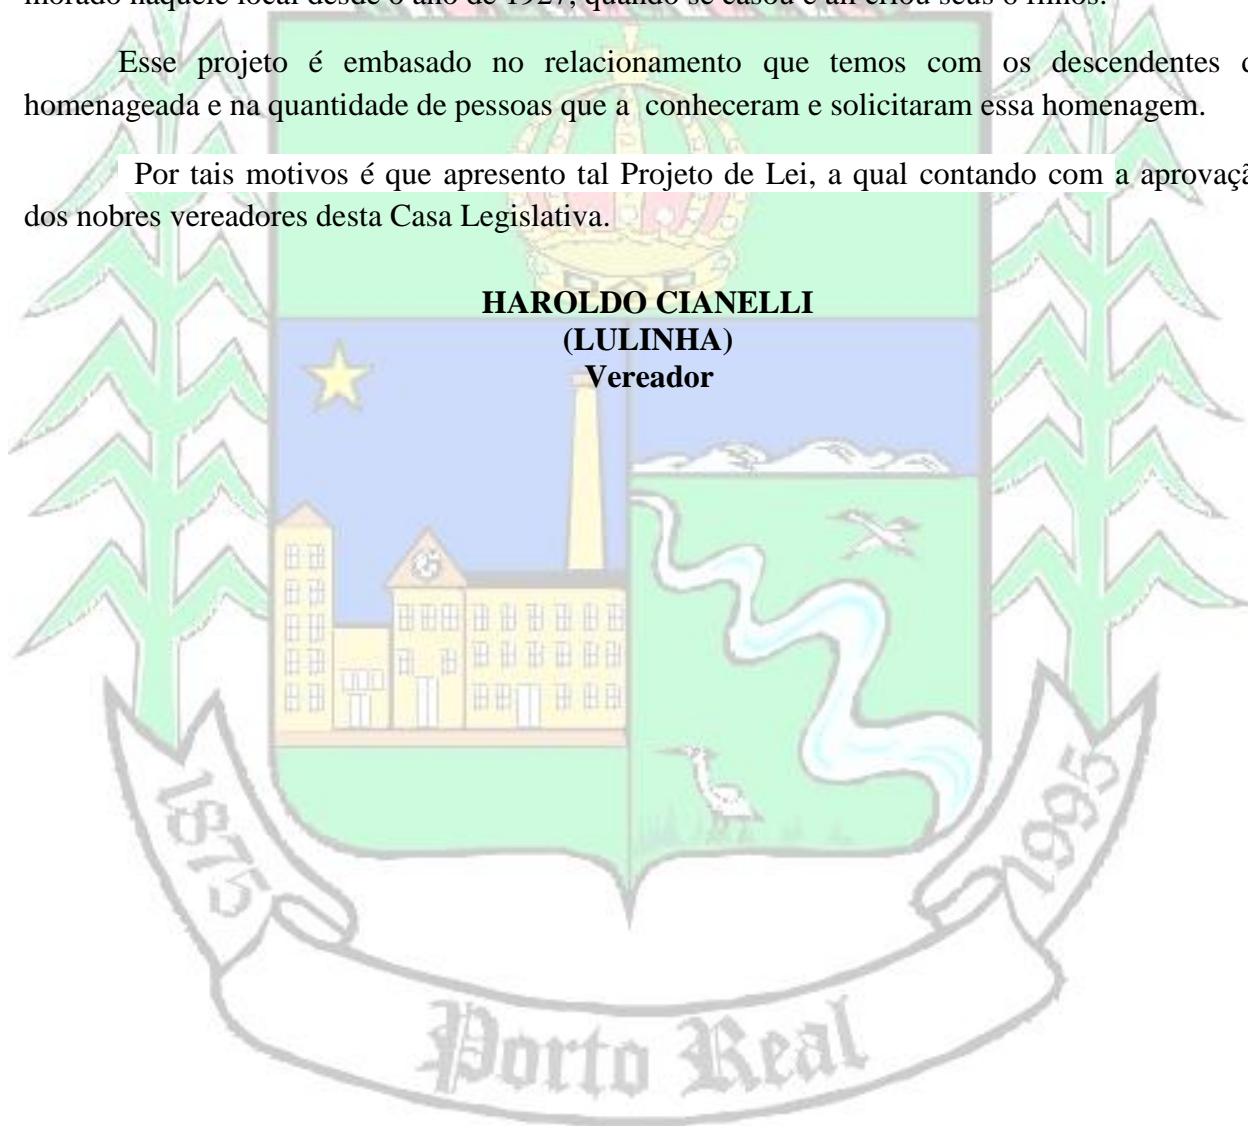 morado naquele local desde o ano de 1927, quando se casou e ali criou seus 6 filhos.
Esse projeto é embasado no relacionamento que temos com os descendentes d
homenageada e na quantidade de pessoas que a conheceram e solicitaram essa homenagem.
Por tais motivos é que apresento tal Projeto de Lei, a qual contando com a aprovaçã
dos nobres vereadores desta Casa Legislativa.
HAROLDO CIANELLI
(LULINHA)
Vereador
1875
1995
Porto Real